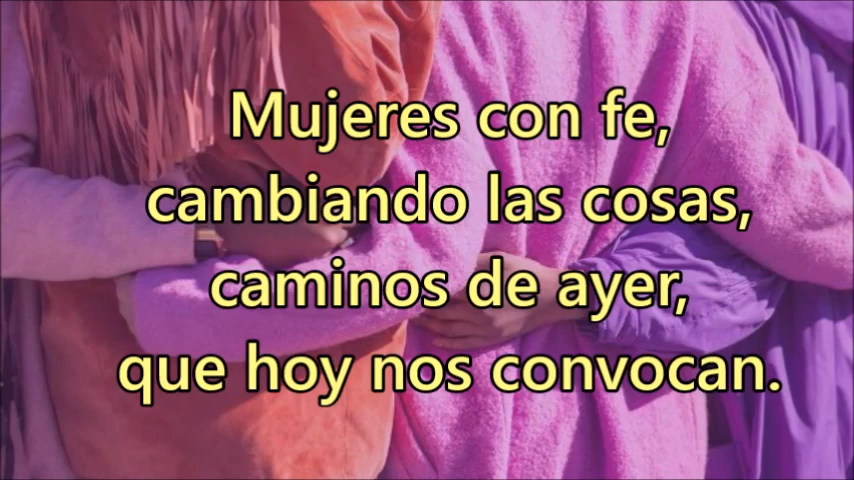 Mujeres con fe,
cambiando las cosas,
caminos de ayer,
que hoy nos convocan.